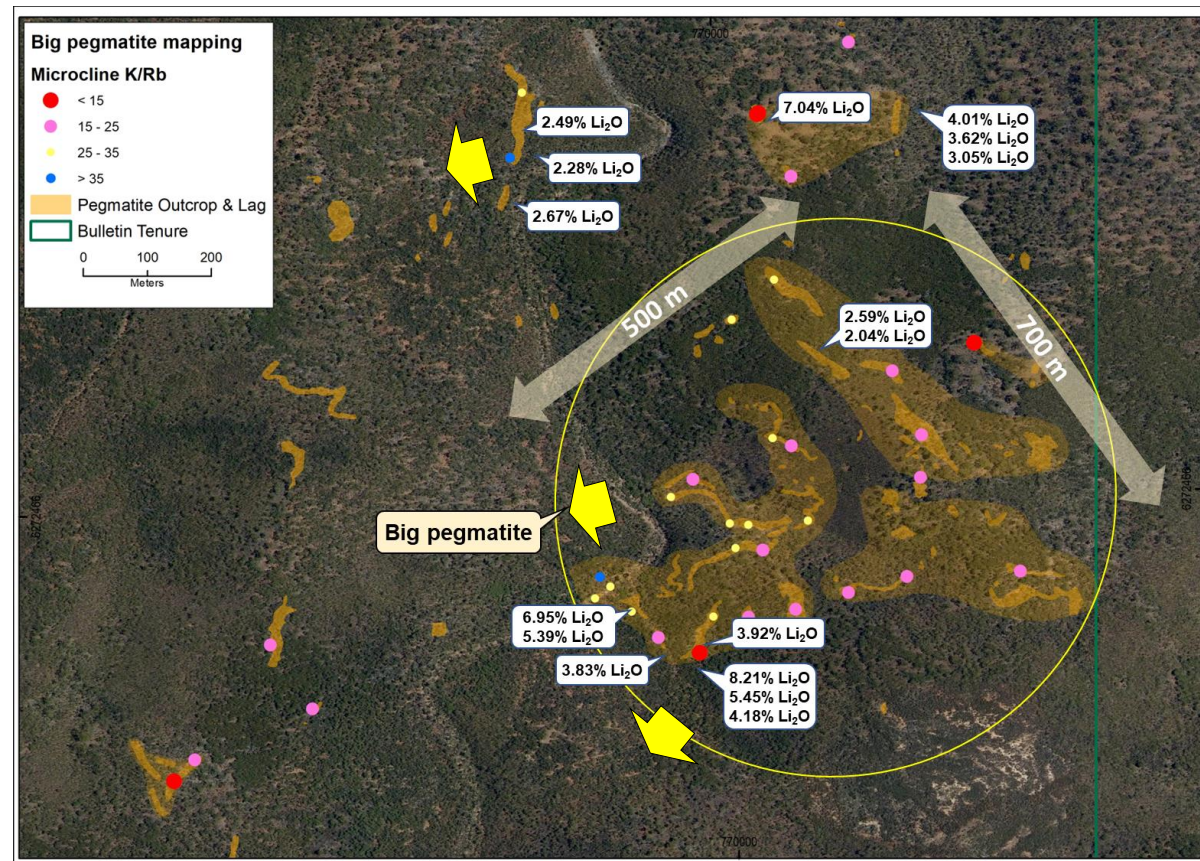 Big pegmatite mapping
Microcline K/Rb
< 15
15 - 25
25 - 35
> 35
Pegmatite Outcrop & Lag
Bulletin Tenure
0 100 200
Meters
770000
2.49% Li₂O
2.28% Li₂O
2.67% Li₂O
7.04% Li₂O
4.01% Li₂O
3.62% Li₂O
3.05% Li₂O
500 m
700 m
2.59% Li₂O
2.04% Li₂O
Big pegmatite
6.95% Li₂O
5.39% Li₂O
3.83% Li₂O
3.92% Li₂O
8.21% Li₂O
5.45% Li₂O
4.18% Li₂O
770000